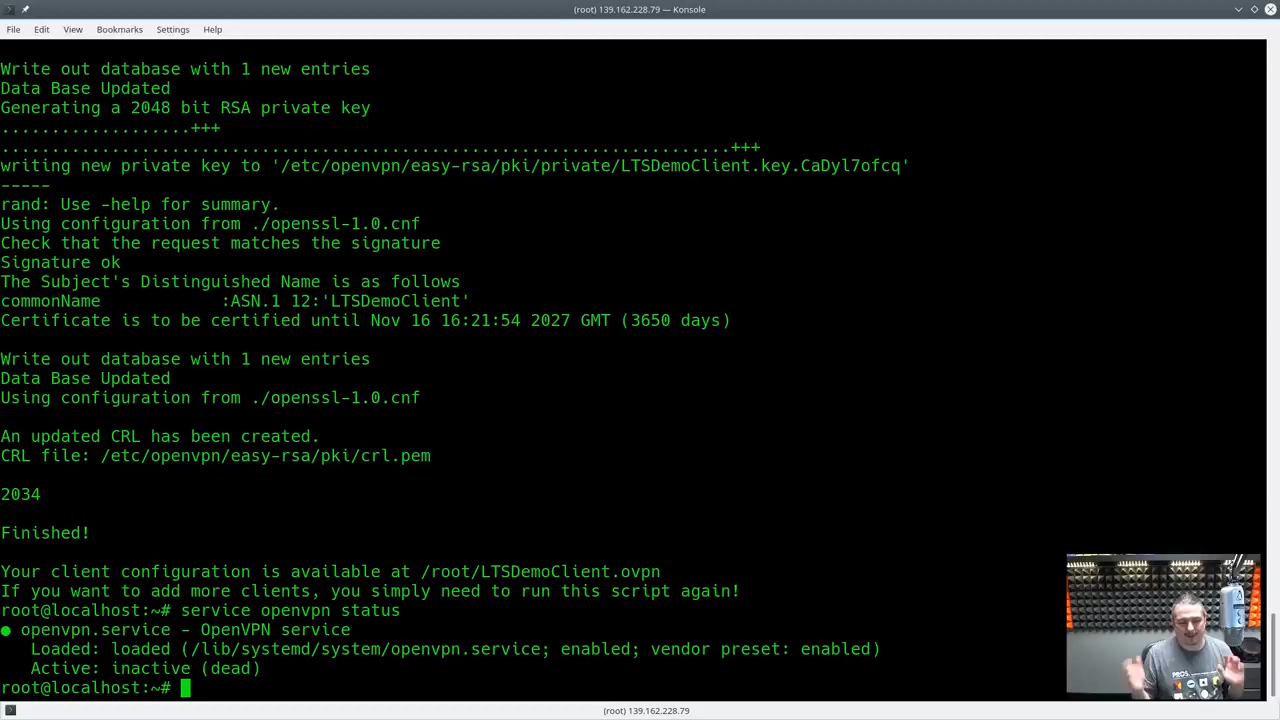 (root) 139.162.228.79 — Konsole
File Edit View Bookmarks Settings Help
Write out database with 1 new entries
Data Base Updated
Generating a 2048 bit RSA private key
...................+++
.........................................................................+++
writing new private key to '/etc/openvpn/easy-rsa/pki/private/LTSDemoClient.key.CaDyl7ofcq'
-----
rand: Use -help for summary.
Using configuration from ./openssl-1.0.cnf
Check that the request matches the signature
Signature ok
The Subject's Distinguished Name is as follows
commonName            :ASN.1 12:'LTSDemoClient'
Certificate is to be certified until Nov 16 16:21:54 2027 GMT (3650 days)
Write out database with 1 new entries
Data Base Updated
Using configuration from ./openssl-1.0.cnf
An updated CRL has been created.
CRL file: /etc/openvpn/easy-rsa/pki/crl.pem
2034
Finished!
Your client configuration is available at /root/LTSDemoClient.ovpn
If you want to add more clients, you simply need to run this script again!
root@localhost:~# service openvpn status
● openvpn.service - OpenVPN service
   Loaded: loaded (/lib/systemd/system/openvpn.service; enabled; vendor preset: enabled)
   Active: inactive (dead)
root@localhost:~#
PROS
(root) 139.162.228.79